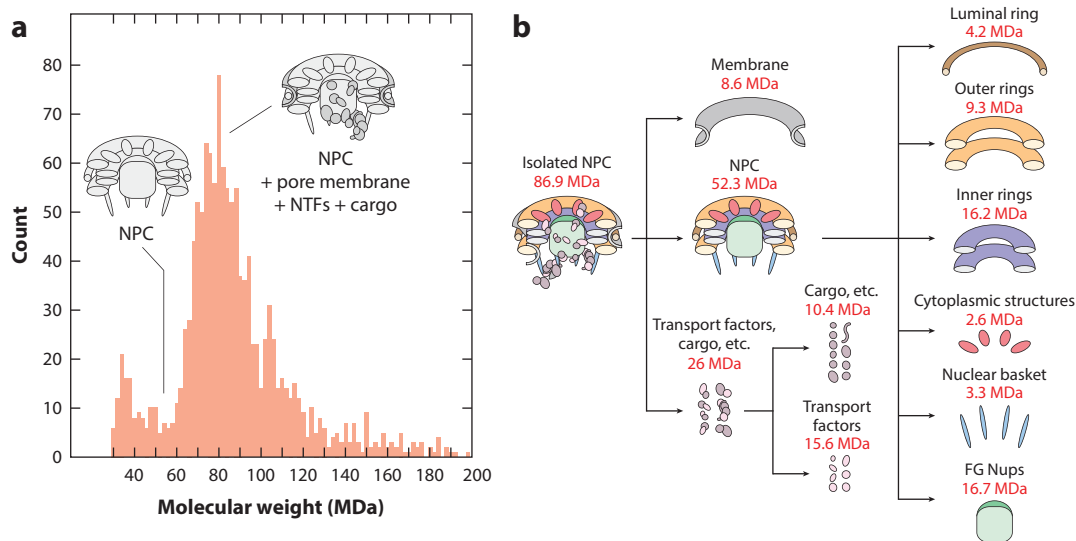 a
Count
80
70
60
50
40
30
20
10
0
40
60
80
100
120
140
160
180
200
Molecular weight (MDa)
NPC
NPC
+ pore membrane
+ NTFs + cargo
b
Isolated NPC
86.9 MDa
Membrane
8.6 MDa
NPC
52.3 MDa
Transport factors,
cargo, etc.
26 MDa
Cargo, etc.
10.4 MDa
Transport
factors
15.6 MDa
Luminal ring
4.2 MDa
Outer rings
9.3 MDa
Inner rings
16.2 MDa
Cytoplasmic structures
2.6 MDa
Nuclear basket
3.3 MDa
FG Nups
16.7 MDa